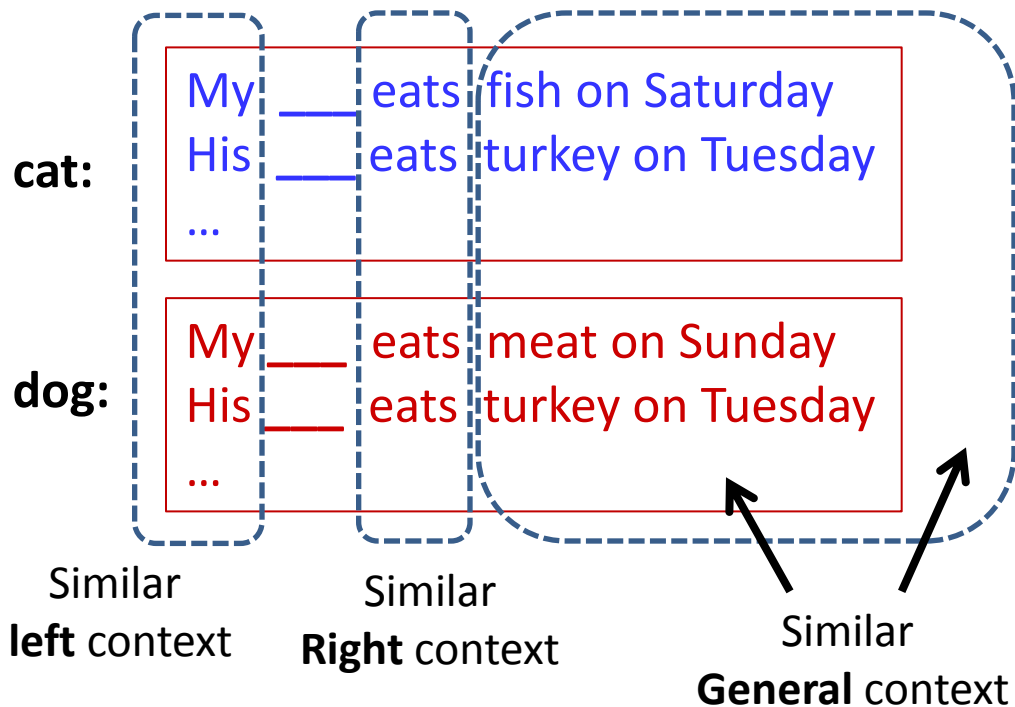 cat:
My ___ eats fish on Saturday
His ___ eats turkey on Tuesday
...
dog:
My ___ eats meat on Sunday
His ___ eats turkey on Tuesday
...
Similar
left context
Similar
Right context
Similar
General context